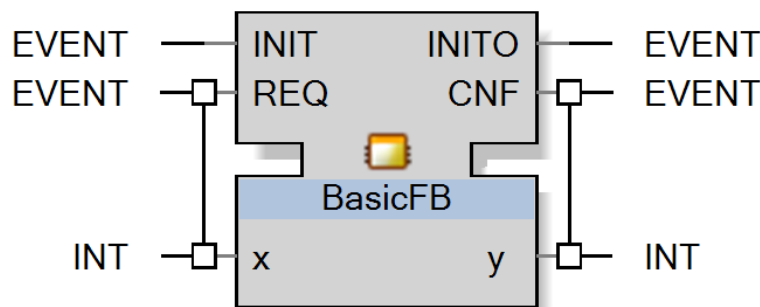 EVENT INIT INITO EVENT
EVENT REQ CNF EVENT
BasicFB
INT x y INT